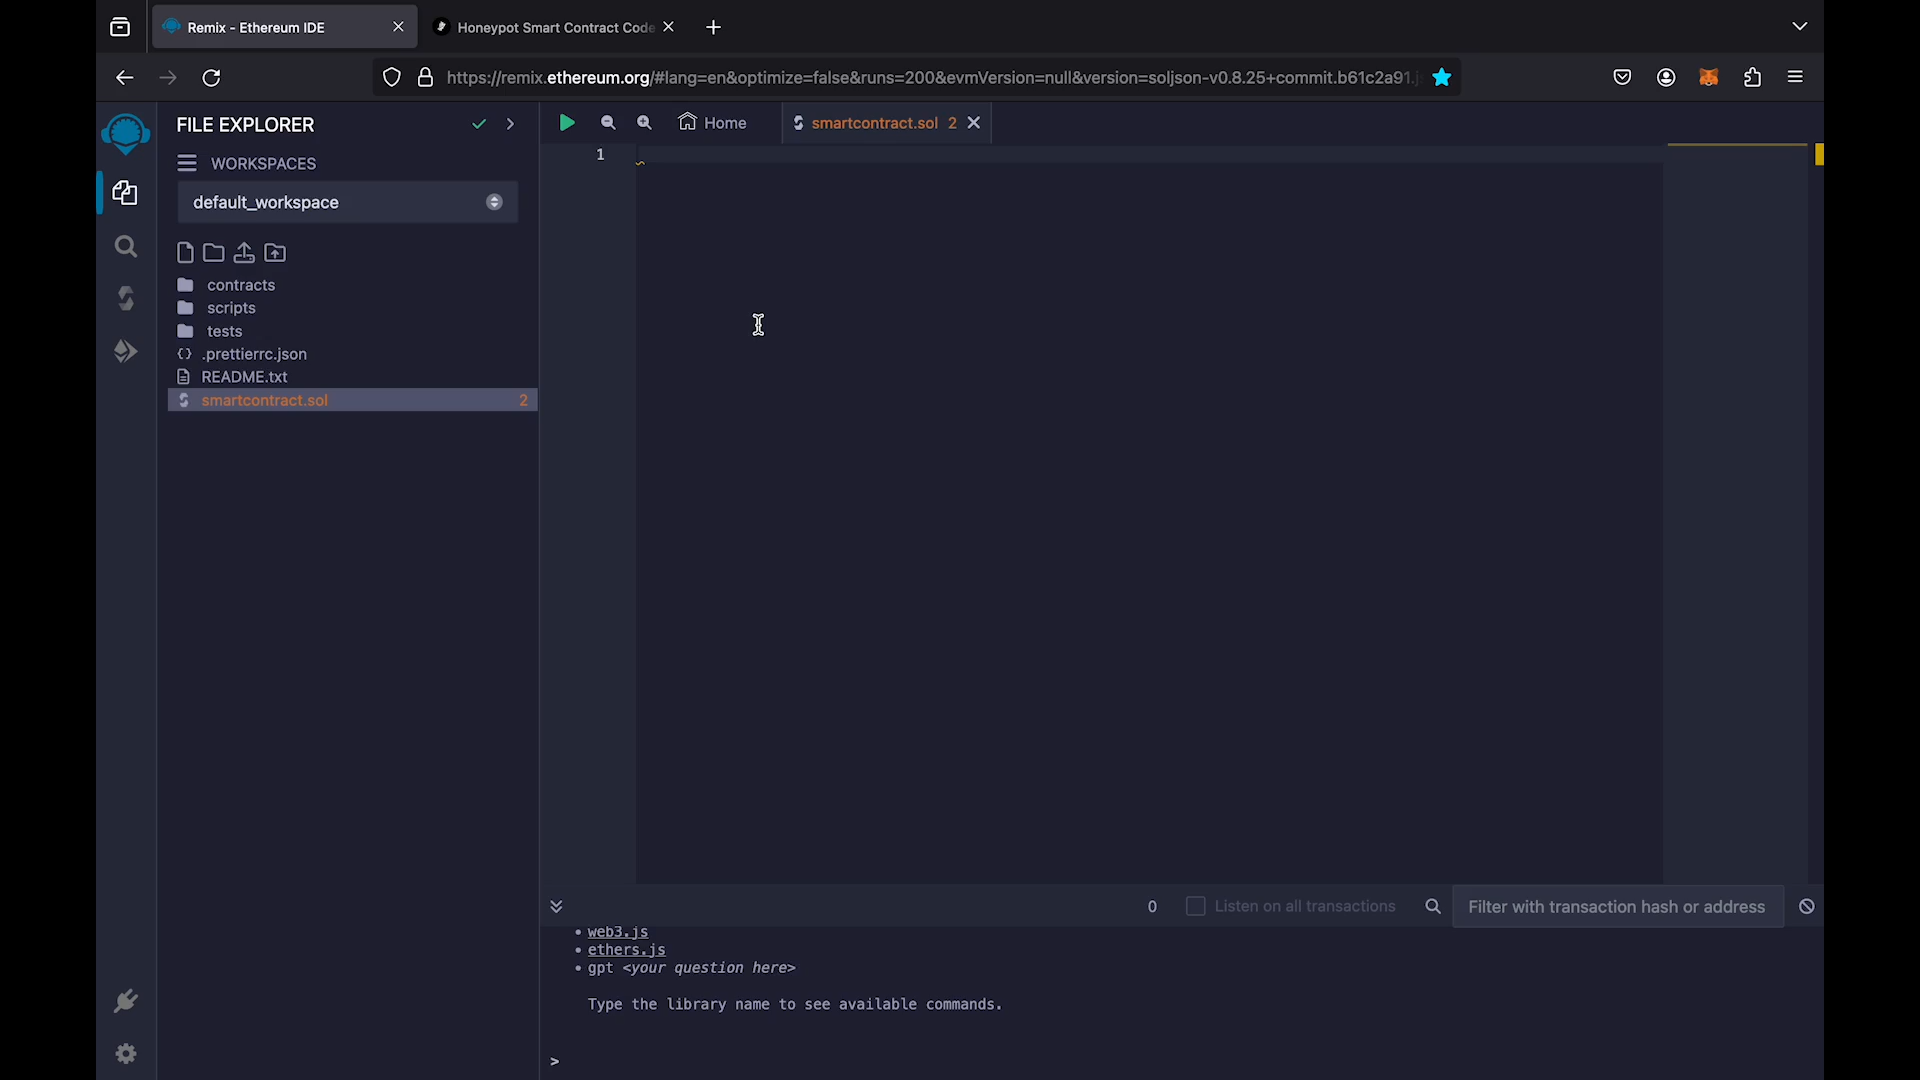 Remix - Ethereum IDE
Honeypot Smart Contract Code
https://remix.ethereum.org/#lang=en&optimize=false&runs=200&evmVersion=null&version=soljson-v0.8.25+commit.b61c2a91.j
FILE EXPLORER
Home
smartcontract.sol 2
WORKSPACES
1
default_workspace
contracts
scripts
tests
.prettierrc.json
README.txt
smartcontract.sol 2
0
Listen on all transactions
Filter with transaction hash or address
• web3.js
• ethers.js
• gpt <your question here>
Type the library name to see available commands.
>